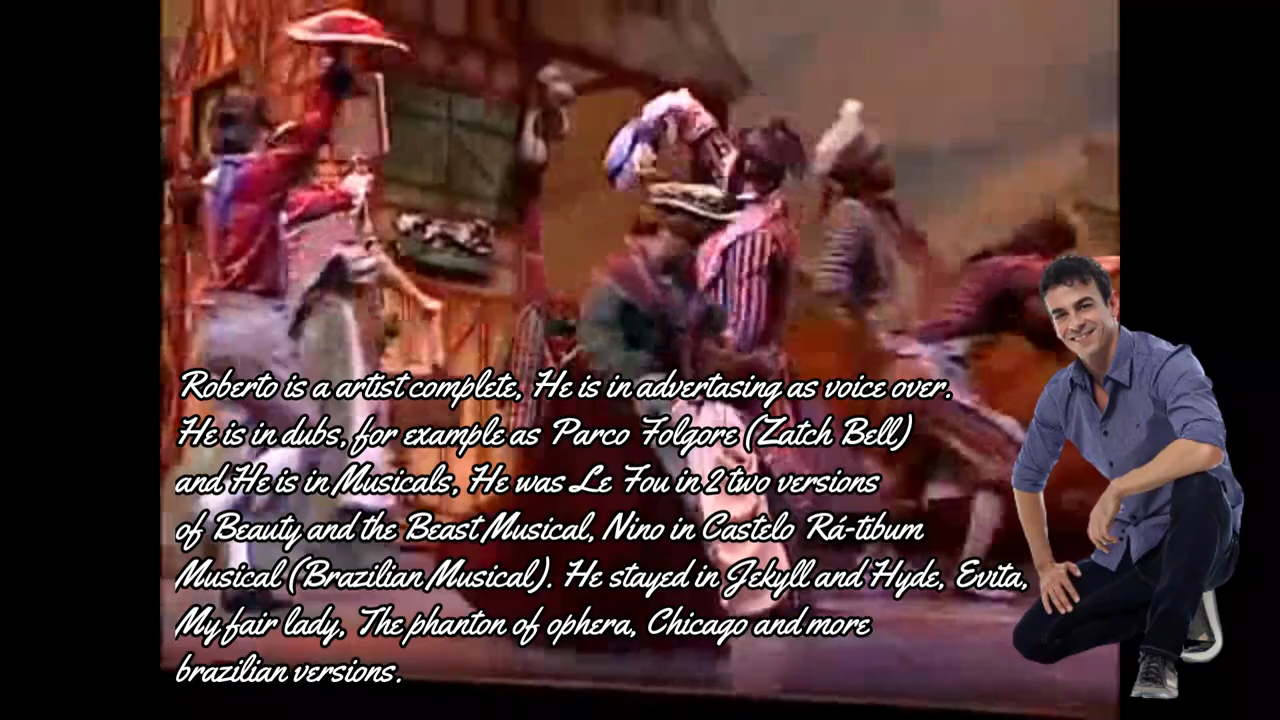 Roberto is a artist complete, He is in advertasing as voice over.
He is in dubs, for example as Parco Folgore (Zatch Bell)
and He is in Musicals, He was Le Fou in 2 two versions
of Beauty and the Beast Musical, Nino in Castelo Rá-tibum
Musical (Brazilian Musical). He stayed in Jekyll and Hyde, Evita,
My fair lady, The phanton of ophera, Chicago and more
brazilian versions.